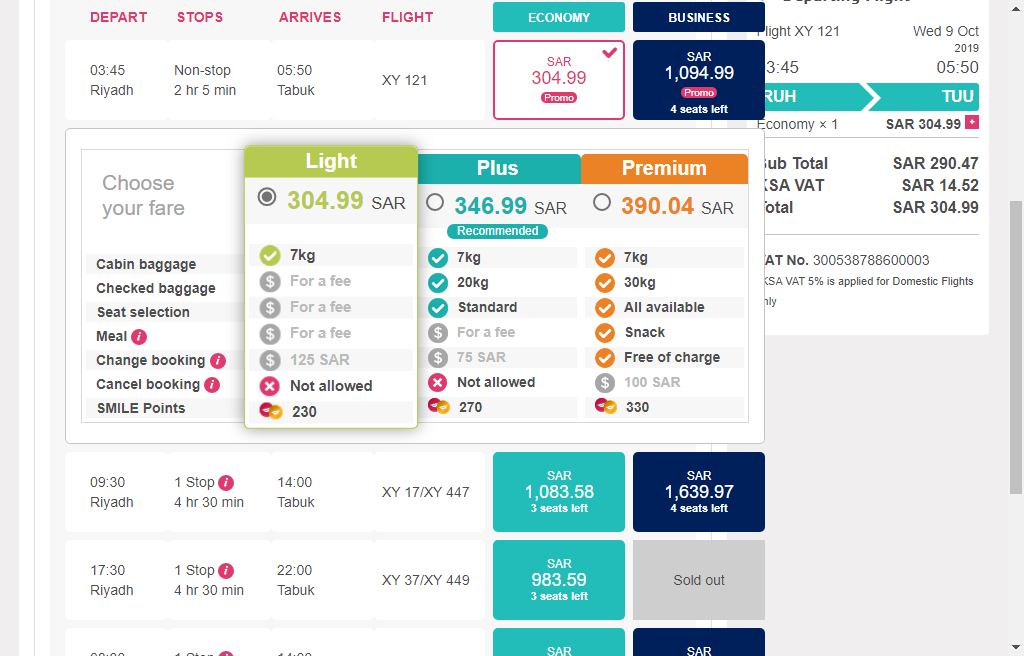 DEPART STOPS ARRIVES FLIGHT ECONOMY BUSINESS
03:45 Non-stop 05:50 XY 121
Riyadh 2 hr 5 min Tabuk
SAR
304.99
Promo
SAR
1,094.99
Promo
4 seats left
Choose
your fare
Cabin baggage
Checked baggage
Seat selection
Meal i
Change booking i
Cancel booking i
SMILE Points
Light
304.99 SAR
7kg
$ For a fee
$ For a fee
$ For a fee
$ 125 SAR
Not allowed
230
Plus
346.99 SAR
Recommended
7kg
20kg
Standard
$ For a fee
$ 75 SAR
Not allowed
270
Premium
390.04 SAR
7kg
30kg
All available
Snack
Free of charge
$ 100 SAR
330
09:30 1 Stop i 14:00 XY 17/XY 447
Riyadh 4 hr 30 min Tabuk
SAR
1,083.58
3 seats left
SAR
1,639.97
4 seats left
17:30 1 Stop i 22:00 XY 37/XY 449
Riyadh 4 hr 30 min Tabuk
SAR
983.59
3 seats left
Sold out
SAR
SAR
Flight XY 121 Wed 9 Oct
2019
3:45 05:50
RUH TUU
Economy × 1 SAR 304.99 +
ub Total SAR 290.47
KSA VAT SAR 14.52
otal SAR 304.99
AT No. 300538788600003
KSA VAT 5% is applied for Domestic Flights
nly